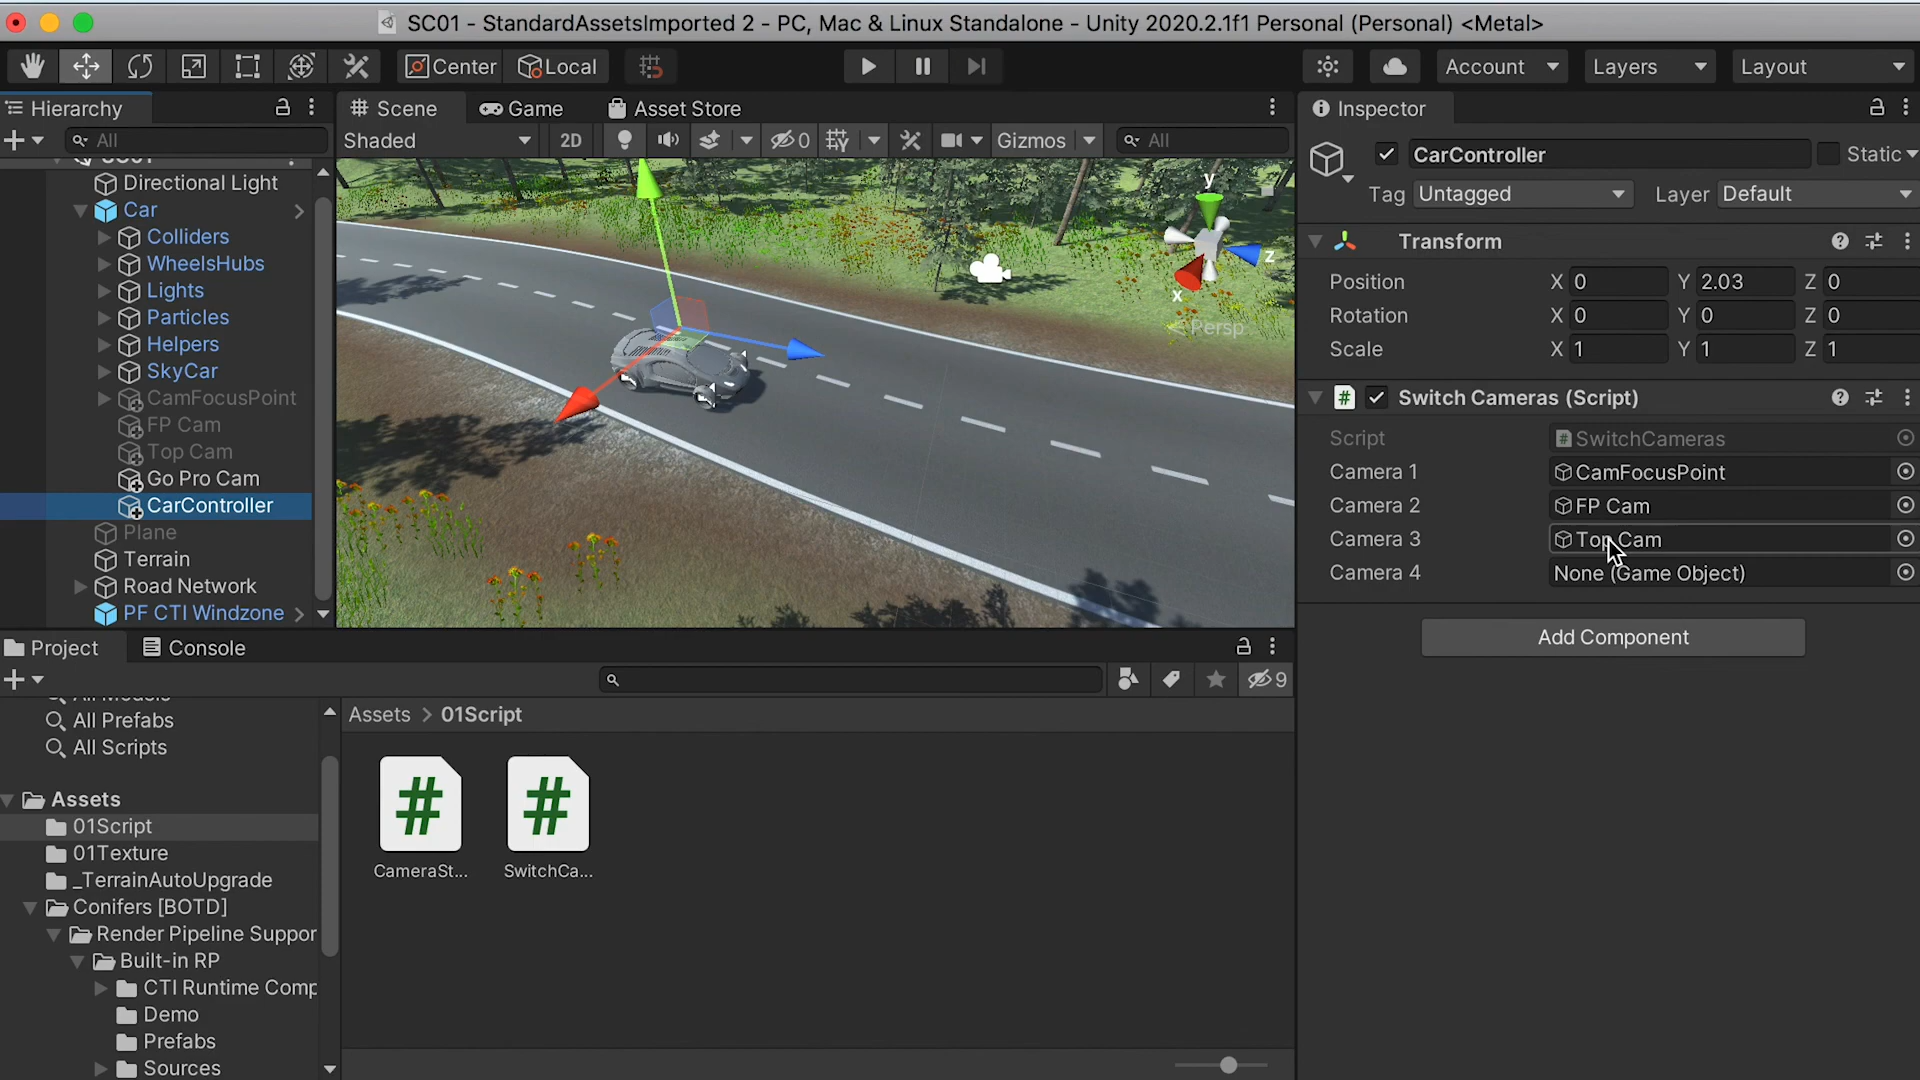 SC01 - StandardAssetsImported 2 - PC, Mac & Linux Standalone - Unity 2020.2.1f1 Personal (Personal) <Metal>
Center
Local
Account
Layers
Layout
Hierarchy
All
SC01
Directional Light
Car
Colliders
WheelsHubs
Lights
Particles
Helpers
SkyCar
CamFocusPoint
FP Cam
Top Cam
Go Pro Cam
CarController
Plane
Terrain
Road Network
PF CTI Windzone
Scene
Game
Asset Store
Shaded
2D
0
Gizmos
All
y
z
x
Persp
Inspector
CarController
Static
Tag Untagged
Layer Default
Transform
Position X 0 Y 2.03 Z 0
Rotation X 0 Y 0 Z 0
Scale X 1 Y 1 Z 1
# Switch Cameras (Script)
Script # SwitchCameras
Camera 1 CamFocusPoint
Camera 2 FP Cam
Camera 3 Top Cam
Camera 4 None (Game Object)
Add Component
Project
Console
9
All Models
All Prefabs
All Scripts
Assets
01Script
01Texture
_TerrainAutoUpgrade
Conifers [BOTD]
Render Pipeline Suppor
Built-in RP
CTI Runtime Comp
Demo
Prefabs
Sources
Assets > 01Script
#
CameraSt...
#
SwitchCa...